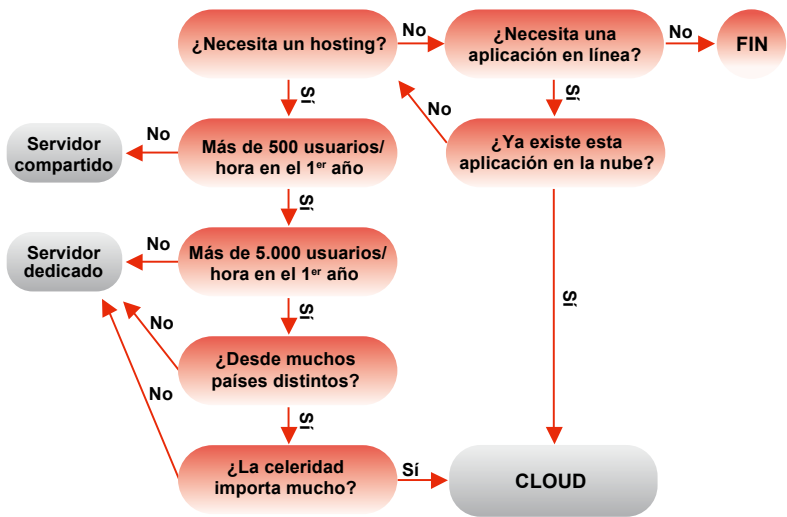 ¿Necesita un hosting?
No
¿Necesita una
aplicación en línea?
No
FIN
Sí
No
Sí
Servidor
compartido
No
Más de 500 usuarios/
hora en el 1er año
¿Ya existe esta
aplicación en la nube?
Sí
Servidor
dedicado
No
Más de 5.000 usuarios/
hora en el 1er año
Sí
Sí
No
¿Desde muchos
países distintos?
No
Sí
¿La celeridad
importa mucho?
Sí
CLOUD